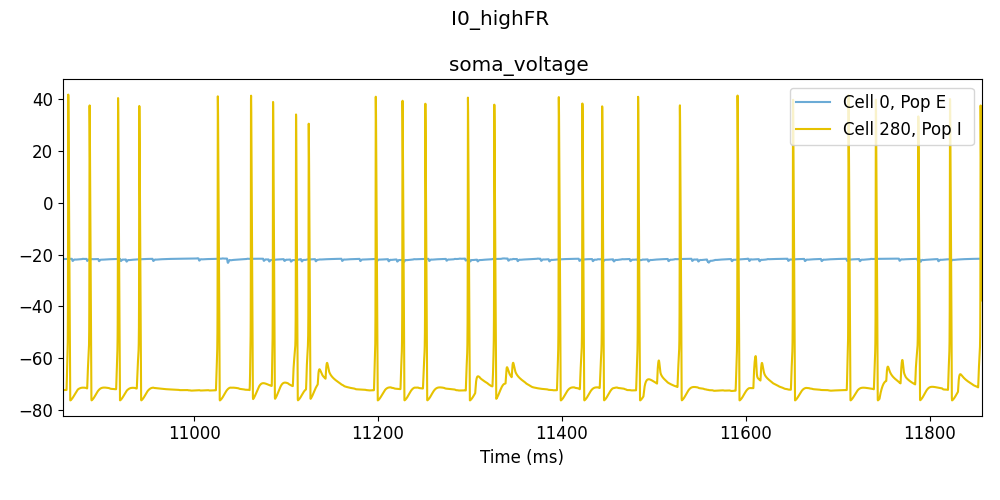 I0_highFR
soma_voltage
Cell 0, Pop E
Cell 280, Pop I
40
20
0
−20
−40
−60
−80
11000
11200
11400
11600
11800
Time (ms)